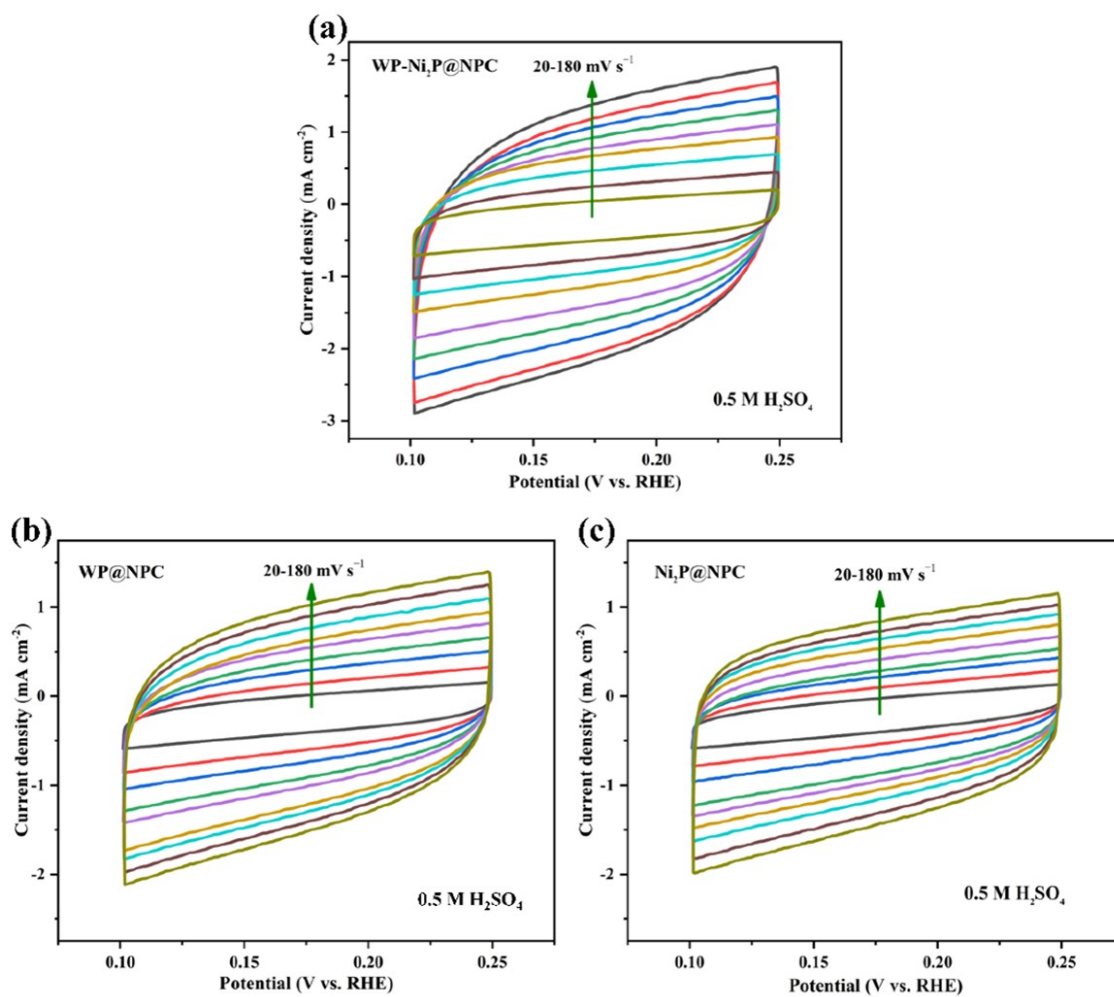 (a)
WP-Ni₂P@NPC
20-180 mV s⁻¹
2
1
0
-1
-2
-3
Current density (mA cm⁻²)
0.5 M H₂SO₄
0.10
0.15
0.20
0.25
Potential (V vs. RHE)
(b)
WP@NPC
20-180 mV s⁻¹
1
0
-1
-2
Current density (mA cm⁻²)
0.5 M H₂SO₄
0.10
0.15
0.20
0.25
Potential (V vs. RHE)
(c)
Ni₂P@NPC
20-180 mV s⁻¹
1
0
-1
-2
Current density (mA cm⁻²)
0.5 M H₂SO₄
0.10
0.15
0.20
0.25
Potential (V vs. RHE)